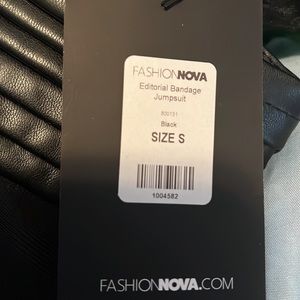 FASHIONNOVA
Editorial Bandage
Jumpsuit
Black
SIZE S
1004582
FASHIONNOVA.COM